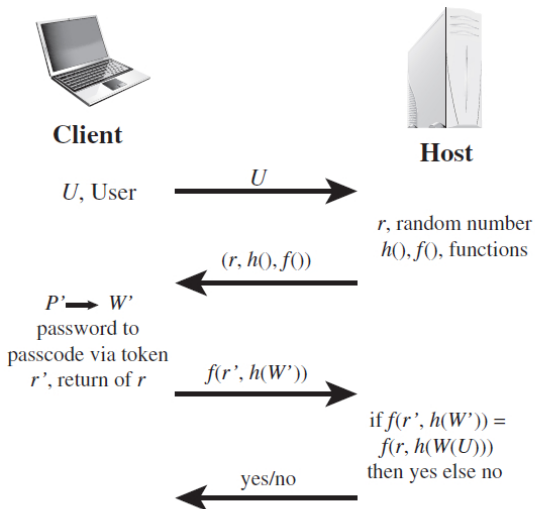 Client
Host
U, User
U
r, random number
h(), f(), functions
(r, h(), f())
P’ → W’
password to
passcode via token
r’, return of r
f(r’, h(W’))
if f(r’, h(W’)) =
f(r, h(W(U)))
then yes else no
yes/no